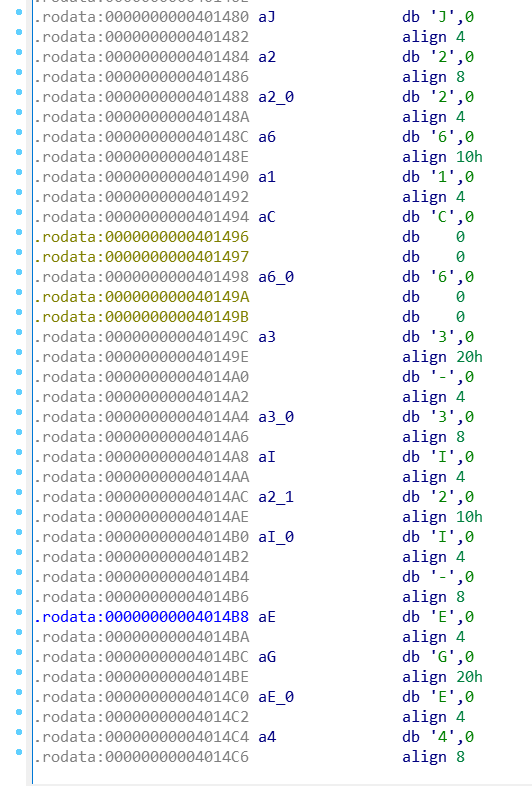 .rodata:0000000000401480 aJ db 'J',0
.rodata:0000000000401482 align 4
.rodata:0000000000401484 a2 db '2',0
.rodata:0000000000401486 align 8
.rodata:0000000000401488 a2_0 db '2',0
.rodata:000000000040148A align 4
.rodata:000000000040148C a6 db '6',0
.rodata:000000000040148E align 10h
.rodata:0000000000401490 a1 db '1',0
.rodata:0000000000401492 align 4
.rodata:0000000000401494 aC db 'C',0
.rodata:0000000000401496 db 0
.rodata:0000000000401497 db 0
.rodata:0000000000401498 a6_0 db '6',0
.rodata:000000000040149A db 0
.rodata:000000000040149B db 0
.rodata:000000000040149C a3 db '3',0
.rodata:000000000040149E align 20h
.rodata:00000000004014A0 db '-',0
.rodata:00000000004014A2 align 4
.rodata:00000000004014A4 a3_0 db '3',0
.rodata:00000000004014A6 align 8
.rodata:00000000004014A8 aI db 'I',0
.rodata:00000000004014AA align 4
.rodata:00000000004014AC a2_1 db '2',0
.rodata:00000000004014AE align 10h
.rodata:00000000004014B0 aI_0 db 'I',0
.rodata:00000000004014B2 align 4
.rodata:00000000004014B4 db '-',0
.rodata:00000000004014B6 align 8
.rodata:00000000004014B8 aE db 'E',0
.rodata:00000000004014BA align 4
.rodata:00000000004014BC aG db 'G',0
.rodata:00000000004014BE align 20h
.rodata:00000000004014C0 aE_0 db 'E',0
.rodata:00000000004014C2 align 4
.rodata:00000000004014C4 a4 db '4',0
.rodata:00000000004014C6 align 8